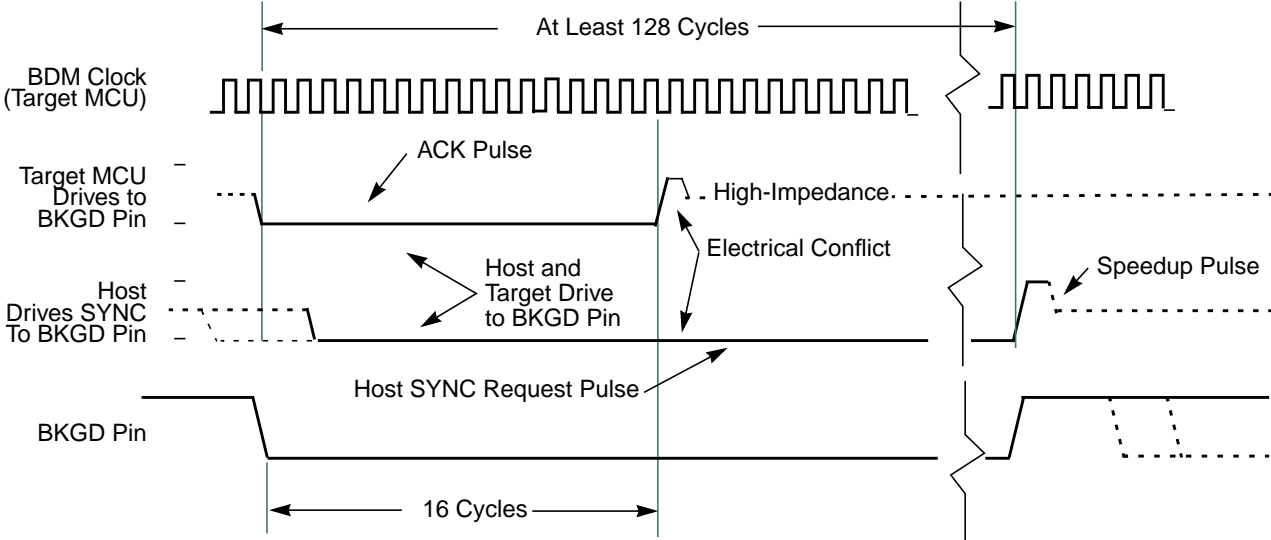 At Least 128 Cycles
BDM Clock
(Target MCU)
ACK Pulse
Target MCU
Drives to
BKGD Pin
High-Impedance
Electrical Conflict
Host and
Target Drive
to BKGD Pin
Speedup Pulse
Host
Drives SYNC
To BKGD Pin
Host SYNC Request Pulse
BKGD Pin
16 Cycles